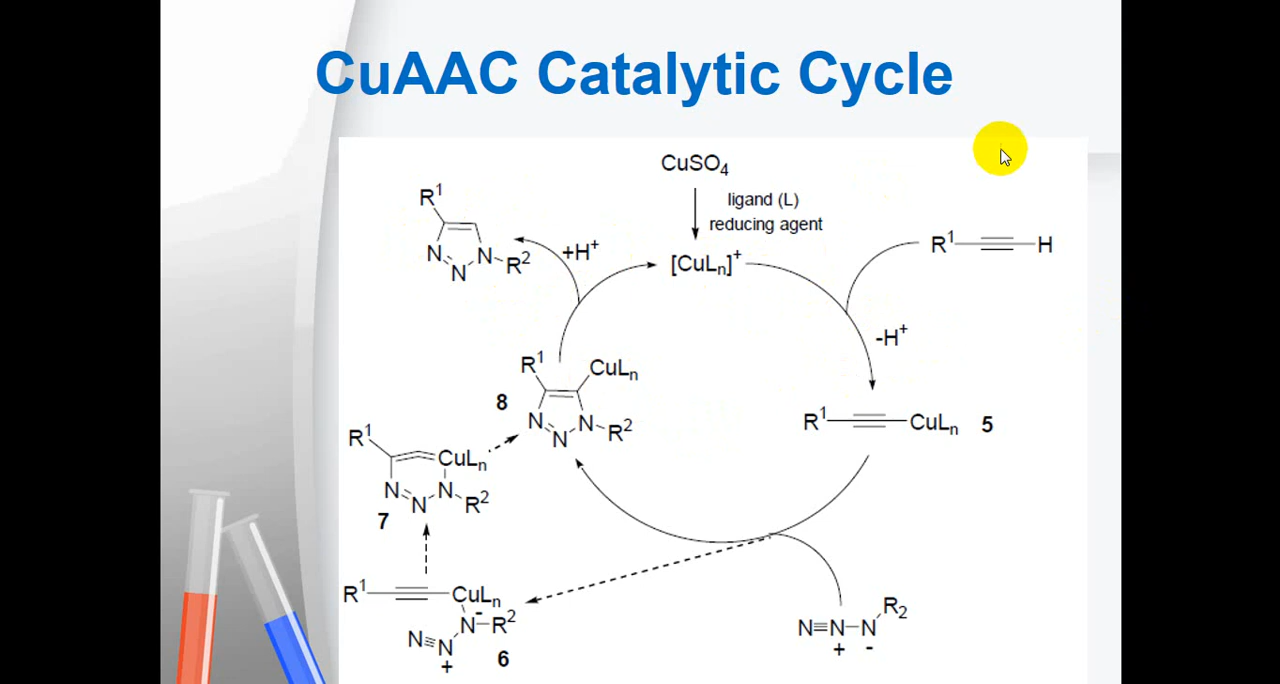 CuAAC Catalytic Cycle
CuSO4
ligand (L)
reducing agent
R1
N
N
N
R2
+H+
[CuLn]+
R1
H
-H+
R1
CuLn
8
N
N
N
R2
R1
CuLn
5
R1
CuLn
N
N
N
R2
7
R1
CuLn
-
N
R2
N≡N
+
6
N≡N–N
R2
+
-